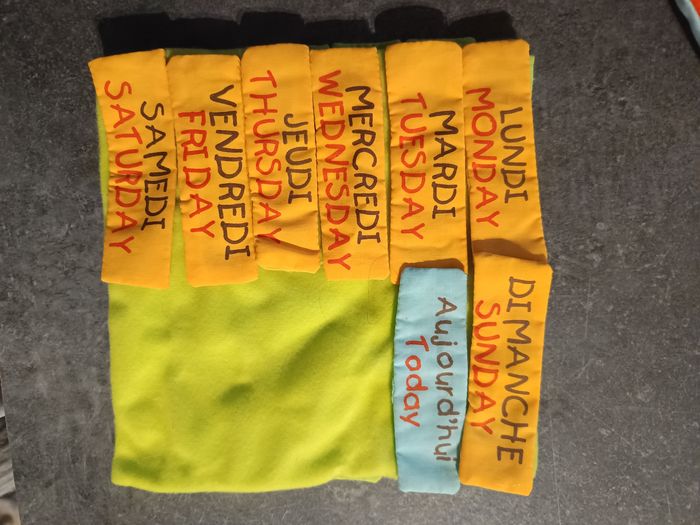 LUNDI
MONDAY
MARDI
TUESDAY
MERCREDI
WEDNESDAY
JEUDI
THURSDAY
VENDREDI
FRIDAY
SAMEDI
SATURDAY
DIMANCHE
SUNDAY
Aujourd'hui
Today